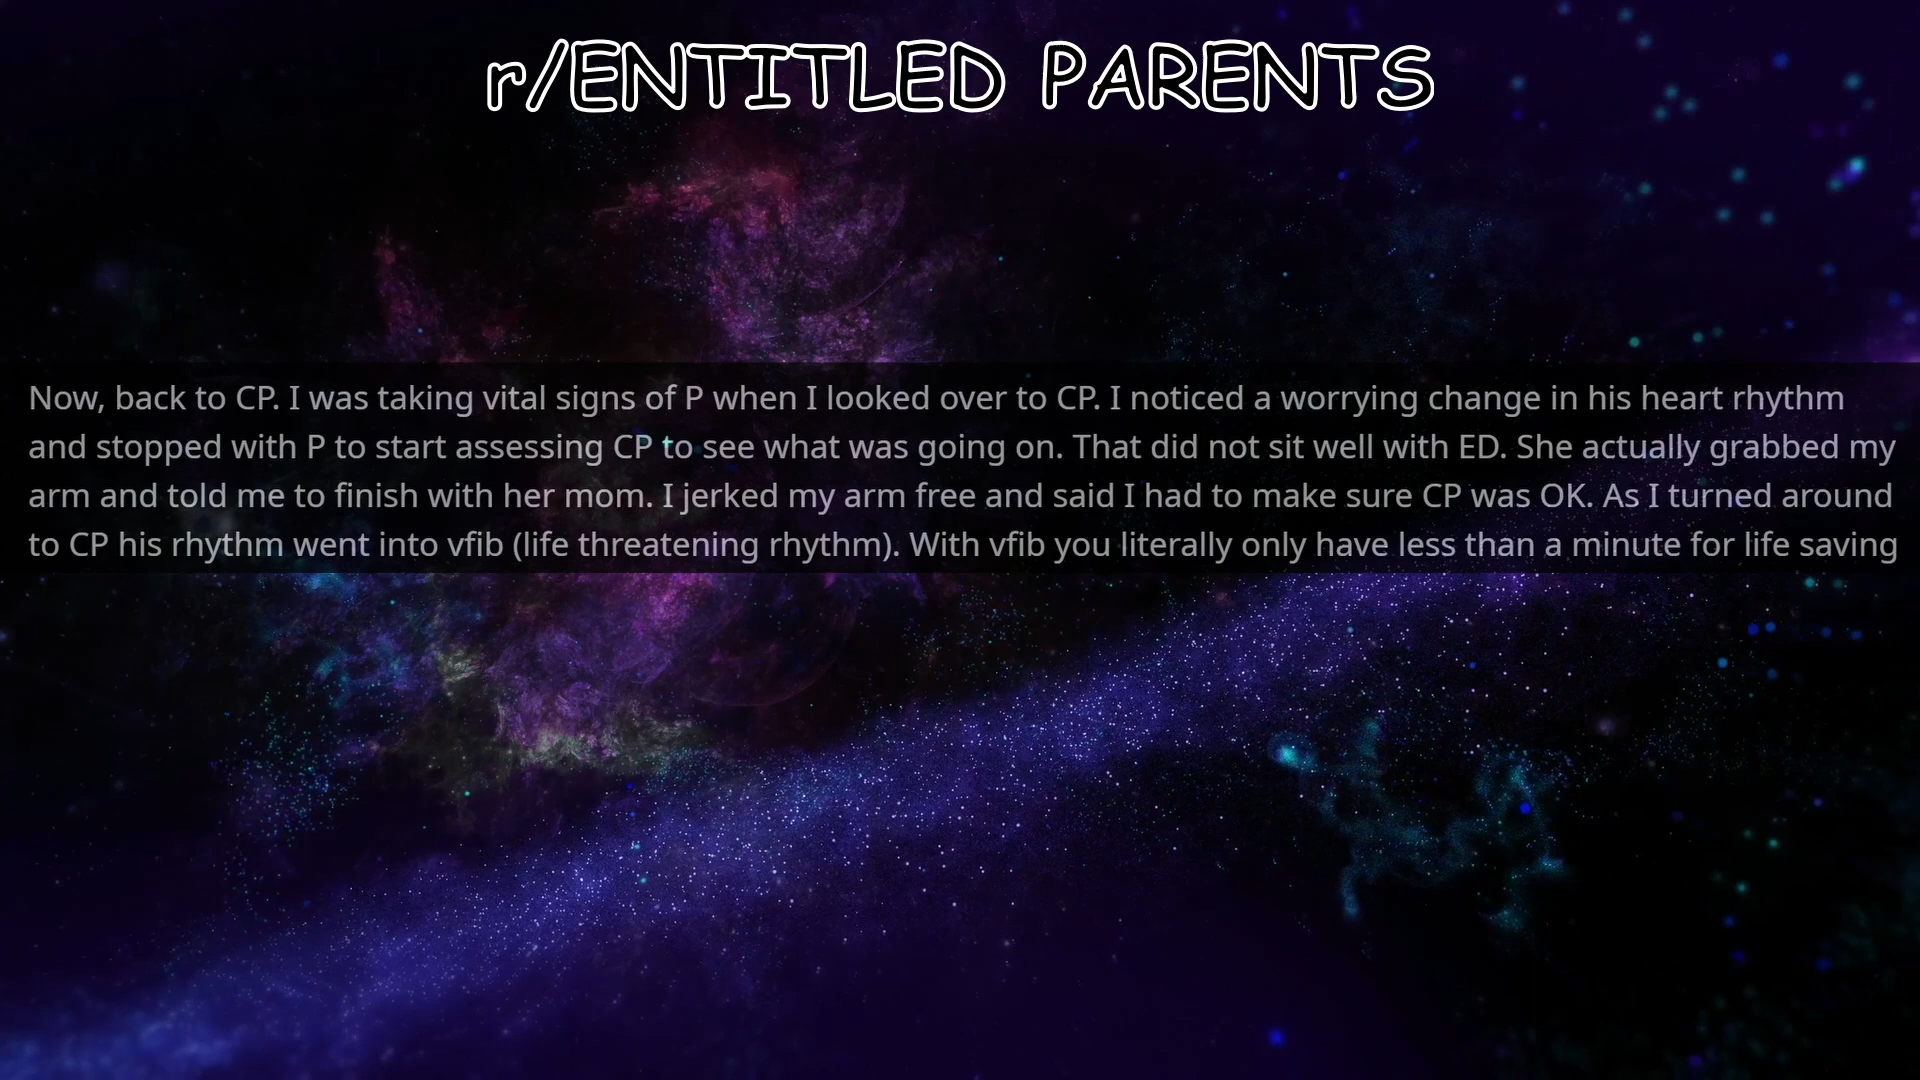 r/ENTITLED PARENTS
Now, back to CP. I was taking vital signs of P when I looked over to CP. I noticed a worrying change in his heart rhythm
and stopped with P to start assessing CP to see what was going on. That did not sit well with ED. She actually grabbed my
arm and told me to finish with her mom. I jerked my arm free and said I had to make sure CP was OK. As I turned around
to CP his rhythm went into vfib (life threatening rhythm). With vfib you literally only have less than a minute for life saving